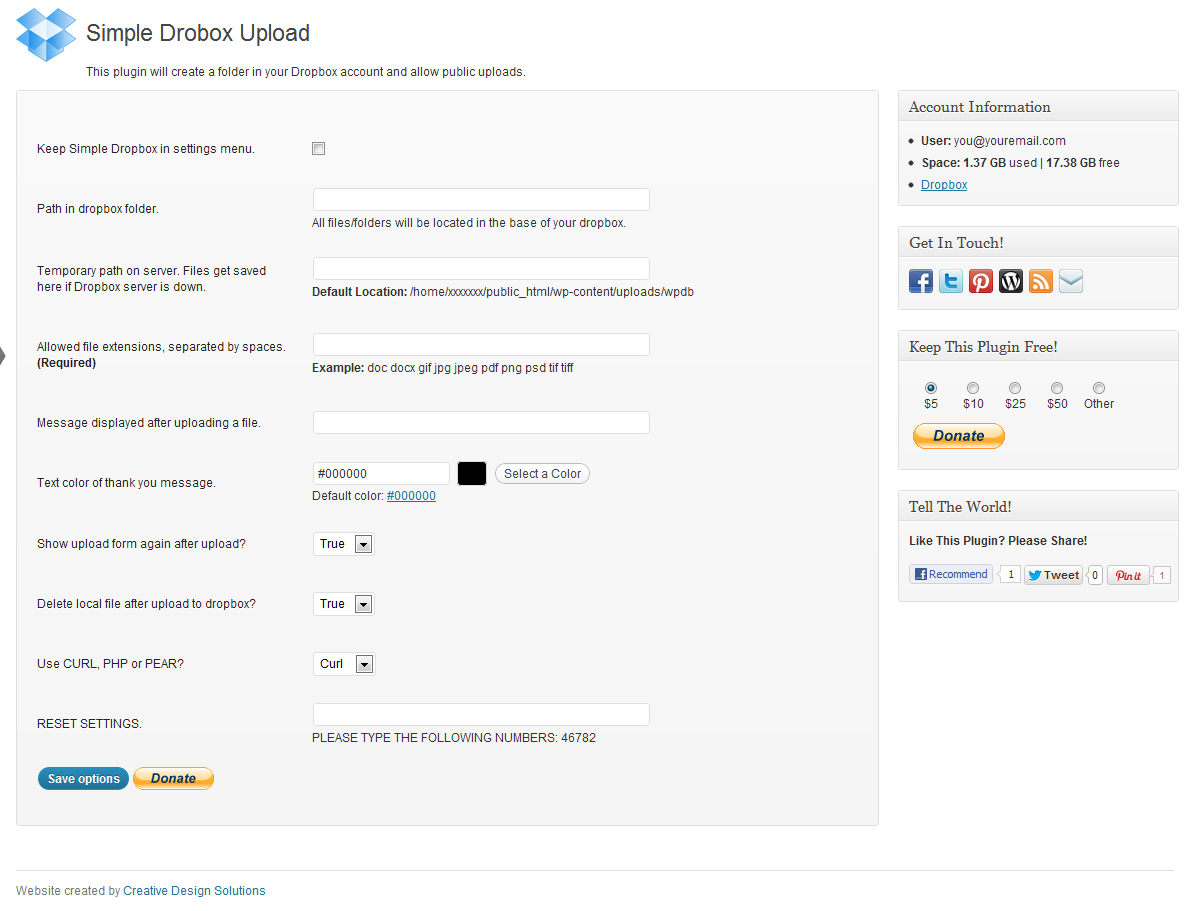 Simple Drobox Upload
This plugin will create a folder in your Dropbox account and allow public uploads.
Keep Simple Dropbox in settings menu.
Path in dropbox folder.
All files/folders will be located in the base of your dropbox.
Temporary path on server. Files get saved
here if Dropbox server is down.
Default Location: /home/xxxxxxx/public_html/wp-content/uploads/wpdb
Allowed file extensions, separated by spaces.
(Required)
Example: doc docx gif jpg jpeg pdf png psd tif tiff
Message displayed after uploading a file.
Text color of thank you message.
#000000
Select a Color
Default color: #000000
Show upload form again after upload?
True
Delete local file after upload to dropbox?
True
Use CURL, PHP or PEAR?
Curl
RESET SETTINGS.
PLEASE TYPE THE FOLLOWING NUMBERS: 46782
Save options
Donate
Account Information
User: you@youremail.com
Space: 1.37 GB used | 17.38 GB free
Dropbox
Get In Touch!
Keep This Plugin Free!
$5 $10 $25 $50 Other
Donate
Tell The World!
Like This Plugin? Please Share!
Recommend 1 Tweet 0 Pin it 1
Website created by Creative Design Solutions